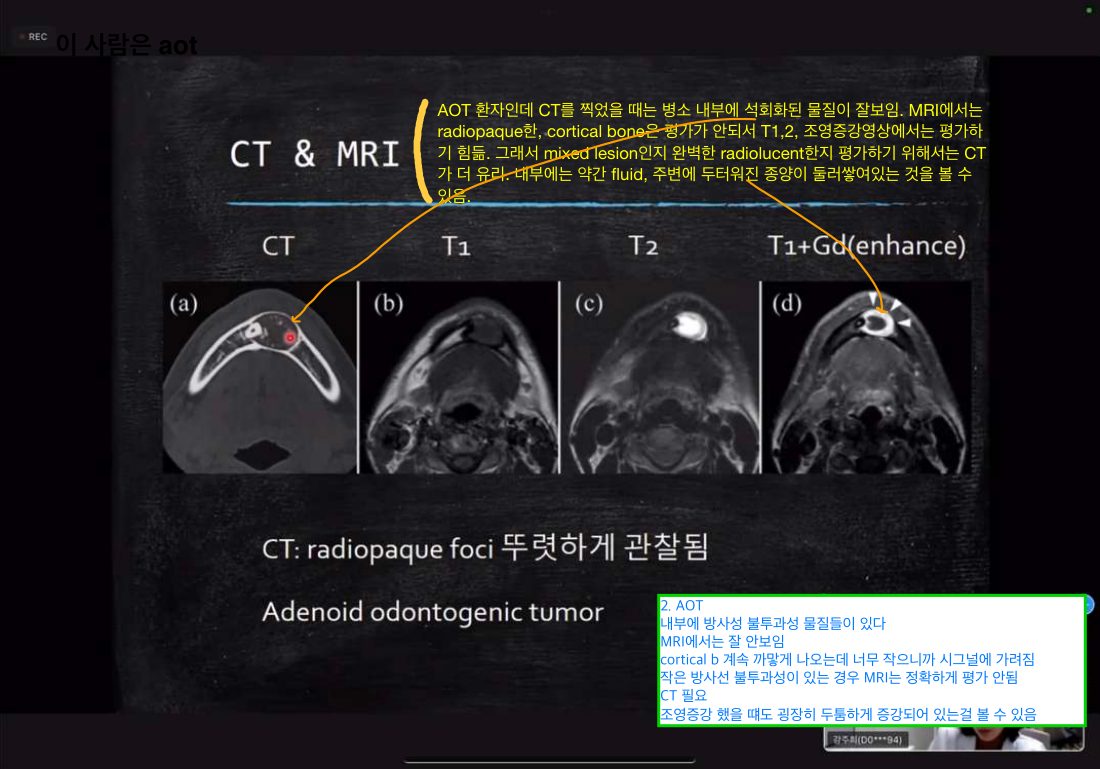 REC
이 사람은 aot
AOT 환자인데 CT를 찍었을 때는 병소 내부에 석회화된 물질이 잘보임. MRI에서는
radiopaque한, cortical bone은 평가가 안되서 T1,2, 조영증강영상에서는 평가하
기 힘듦. 그래서 mixed lesion인지 완벽한 radiolucent한지 평가하기 위해서는 CT
가 더 유리. 내부에는 약간 fluid, 주변에 두터워진 종양이 둘러쌓여있는 것을 볼 수
있음.
CT & MRI
CT T1 T2 T1+Gd(enhance)
(a) (b) (c) (d)
CT: radiopaque foci 뚜렷하게 관찰됨
Adenoid odontogenic tumor
2. AOT
내부에 방사성 불투과성 물질들이 있다
MRI에서는 잘 안보임
cortical b 계속 까맣게 나오는데 너무 작으니까 시그널에 가려짐
작은 방사선 불투과성이 있는 경우 MRI는 정확하게 평가 안됨
CT 필요
조영증강 했을 떄도 굉장히 두툼하게 증강되어 있는걸 볼 수 있음
강주희(D0***94)